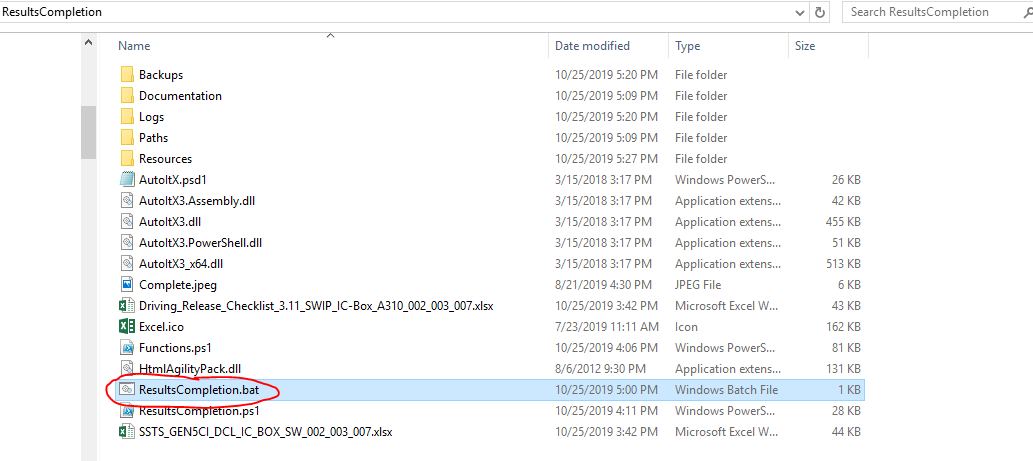 ResultsCompletion Search ResultsCompletion
Name Date modified Type Size
Backups 10/25/2019 5:20 PM File folder
Documentation 10/25/2019 5:09 PM File folder
Logs 10/25/2019 5:20 PM File folder
Paths 10/25/2019 5:09 PM File folder
Resources 10/25/2019 5:27 PM File folder
AutoItX.psd1 3/15/2018 3:17 PM Windows PowerS... 26 KB
AutoItX3.Assembly.dll 3/15/2018 3:17 PM Application extens... 42 KB
AutoItX3.dll 3/15/2018 3:17 PM Application extens... 455 KB
AutoItX3.PowerShell.dll 3/15/2018 3:17 PM Application extens... 51 KB
AutoItX3_x64.dll 3/15/2018 3:17 PM Application extens... 513 KB
Complete.jpeg 8/21/2019 4:30 PM JPEG File 6 KB
Driving_Release_Checklist_3.11_SWIP_IC-Box_A310_002_003_007.xlsx 10/25/2019 3:42 PM Microsoft Excel W... 43 KB
Excel.ico 7/23/2019 11:11 AM Icon 162 KB
Functions.ps1 10/25/2019 4:06 PM Windows PowerS... 81 KB
HtmlAgilityPack.dll 8/6/2012 9:30 PM Application extens... 131 KB
ResultsCompletion.bat 10/25/2019 5:00 PM Windows Batch File 1 KB
ResultsCompletion.ps1 10/25/2019 4:11 PM Windows PowerS... 28 KB
SSTS_GEN5CI_DCL_IC_BOX_SW_002_003_007.xlsx 10/25/2019 3:42 PM Microsoft Excel W... 44 KB